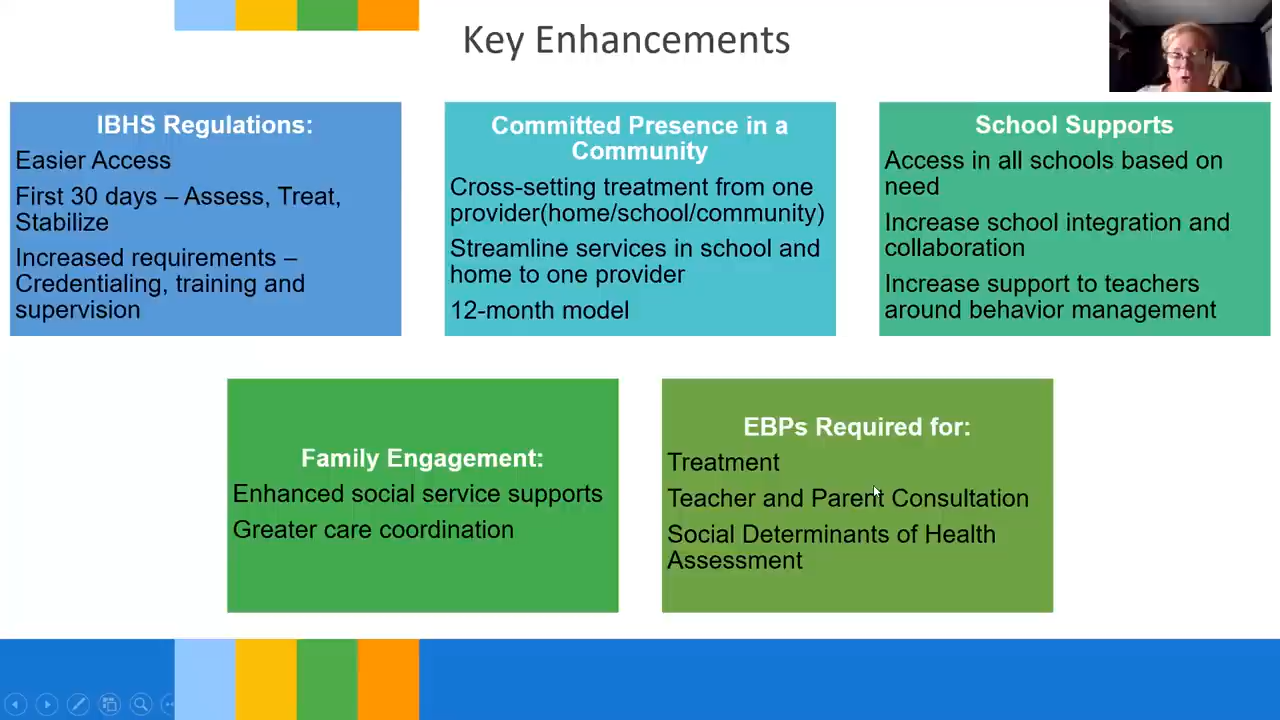 Key Enhancements
IBHS Regulations:
Easier Access
First 30 days – Assess, Treat,
Stabilize
Increased requirements –
Credentialing, training and
supervision
Committed Presence in a
Community
Cross-setting treatment from one
provider(home/school/community)
Streamline services in school and
home to one provider
12-month model
School Supports
Access in all schools based on
need
Increase school integration and
collaboration
Increase support to teachers
around behavior management
Family Engagement:
Enhanced social service supports
Greater care coordination
EBPs Required for:
Treatment
Teacher and Parent Consultation
Social Determinants of Health
Assessment